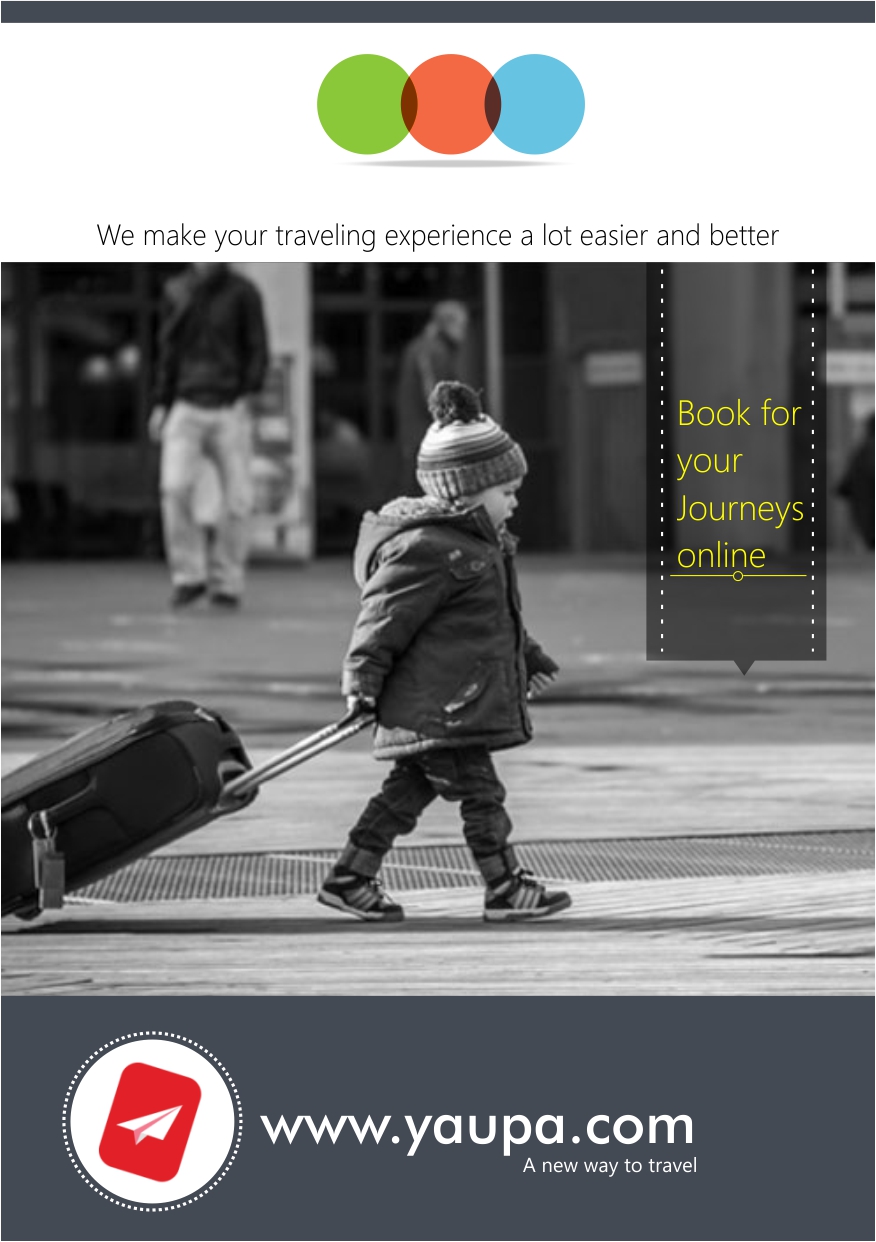 We make your traveling experience a lot easier and better
Book for
your
Journeys
online
www.yaupa.com
A new way to travel